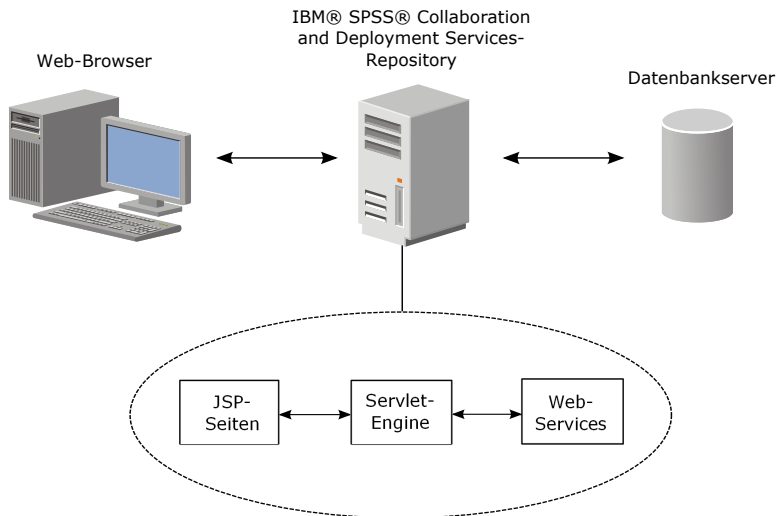 IBM® SPSS® Collaboration
and Deployment Services-
Repository
Web-Browser
Datenbankserver
JSP-
Seiten
Servlet-
Engine
Web-
Services